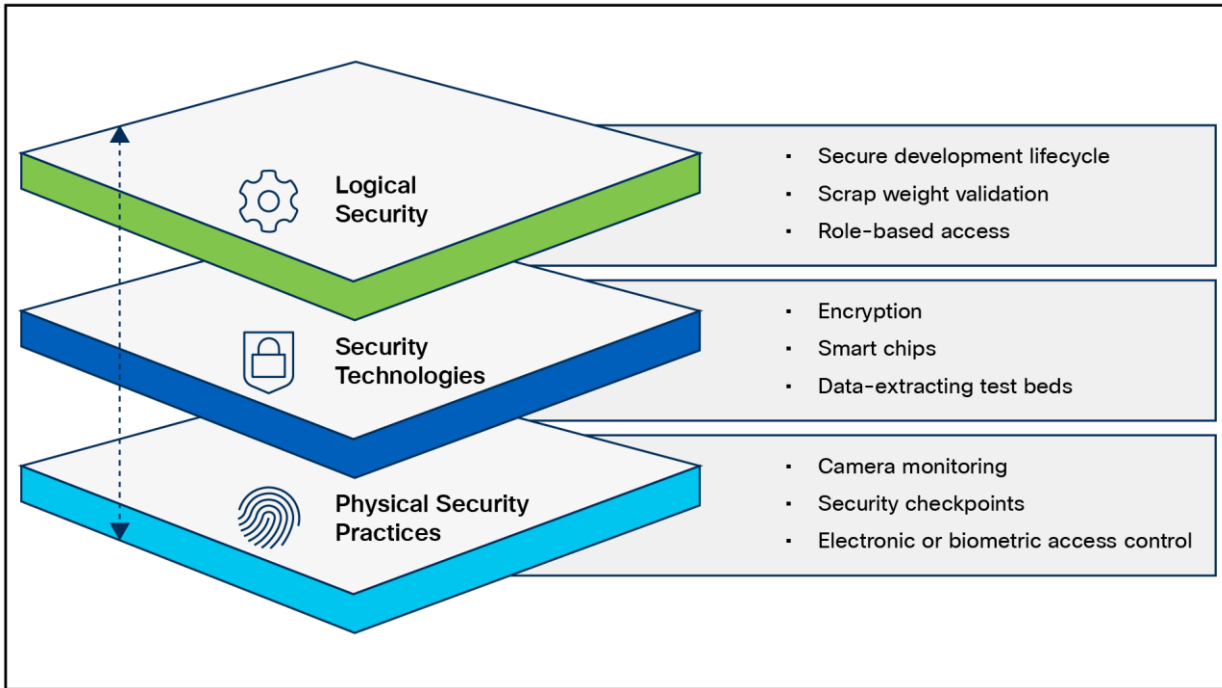 Logical
Security
▪ Secure development lifecycle
▪ Scrap weight validation
▪ Role-based access
Security
Technologies
▪ Encryption
▪ Smart chips
▪ Data-extracting test beds
Physical Security
Practices
▪ Camera monitoring
▪ Security checkpoints
▪ Electronic or biometric access control